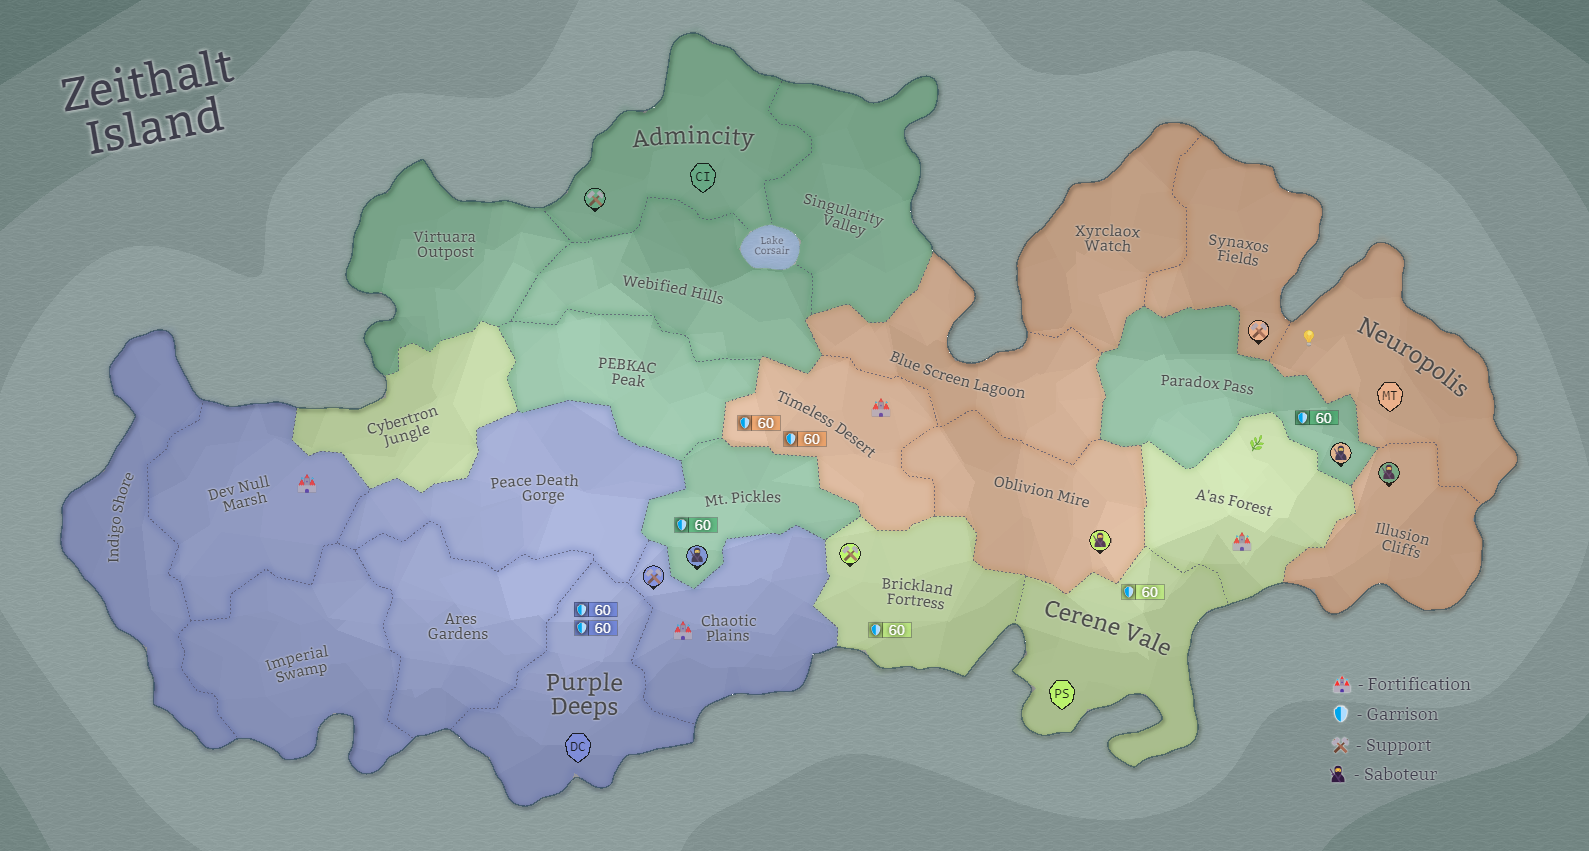 Zeithalt
Island
Admincity
CI
Singularity
Valley
Virtuara
Outpost
Lake
Corsair
Webified Hills
Xyrclaox
Watch
Synaxos
Fields
Neuropolis
MT
PEBKAC
Peak
Blue Screen Lagoon
Paradox Pass
60
Cybertron
Jungle
Timeless Desert
60
60
Dev Null
Marsh
Indigo Shore
Peace Death
Gorge
Mt. Pickles
60
Oblivion Mire
A'as Forest
Illusion
Cliffs
Imperial
Swamp
Ares
Gardens
60
60
Chaotic
Plains
Brickland
Fortress
60
60
Cerene Vale
PS
Purple
Deeps
DC
- Fortification
- Garrison
- Support
- Saboteur